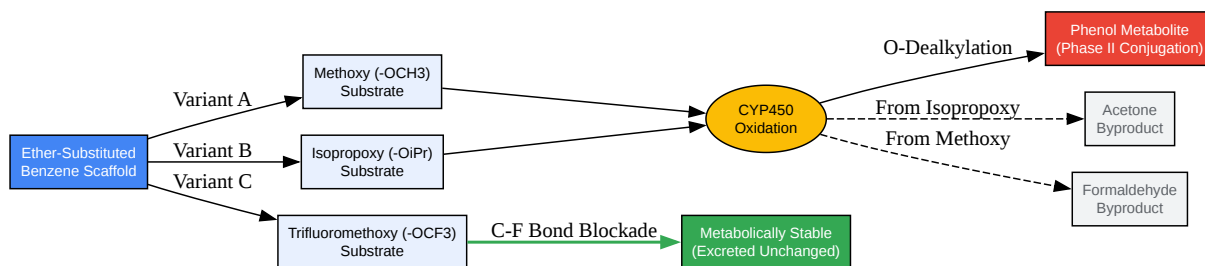 Ether-Substituted
Benzene Scaffold
Variant A
Variant B
Variant C
Methoxy (-OCH3)
Substrate
Isopropoxy (-OiPr)
Substrate
Trifluoromethoxy (-OCF3)
Substrate
C-F Bond Blockade
CYP450
Oxidation
Metabolically Stable
(Excreted Unchanged)
O-Dealkylation
From Isopropoxy
From Methoxy
Phenol Metabolite
(Phase II Conjugation)
Acetone
Byproduct
Formaldehyde
Byproduct